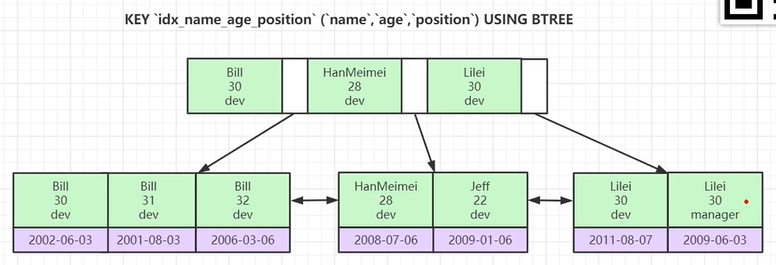 KEY `idx_name_age_position` (`name`,`age`,`position`) USING BTREE
Bill
30
dev
HanMeimei
28
dev
Lilei
30
dev
Bill
30
dev
2002-06-03
Bill
31
dev
2001-08-03
Bill
32
dev
2006-03-06
HanMeimei
28
dev
2008-07-06
Jeff
22
dev
2009-01-06
Lilei
30
dev
2011-08-07
Lilei
30
manager
2009-06-03